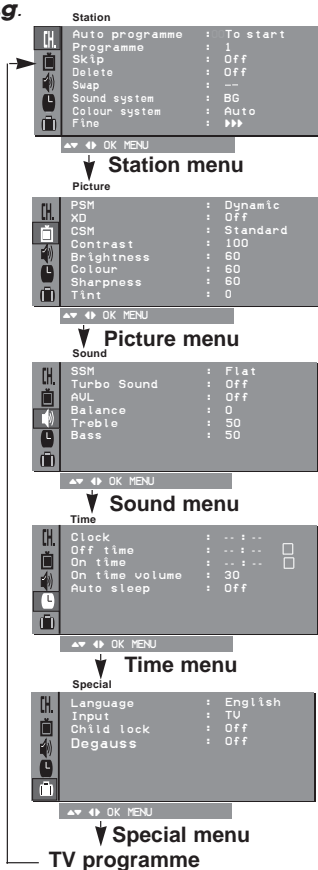 g.
Station
CH.
Auto programme : To start
Programme : 1
Skip : Off
Delete : Off
Swap : --
Sound system : BG
Colour system : Auto
Fine : ▶▶▶
▲▼ ◀▶ OK MENU
Station menu
Picture
CH.
PSM : Dynamic
XD : Off
CSM : Standard
Contrast : 100
Brightness : 60
Colour : 60
Sharpness : 60
Tint : 0
▲▼ ◀▶ OK MENU
Picture menu
Sound
CH.
SSM : Flat
Turbo Sound : Off
AVL : Off
Balance : 0
Treble : 50
Bass : 50
▲▼ ◀▶ OK MENU
Sound menu
Time
CH.
Clock : -- : --
Off time : -- : --
On time : -- : --
On time volume : 30
Auto sleep : Off
▲▼ ◀▶ OK MENU
Time menu
Special
CH.
Language : English
Input : TV
Child lock : Off
Degauss : Off
▲▼ ◀▶ OK MENU
Special menu
TV programme